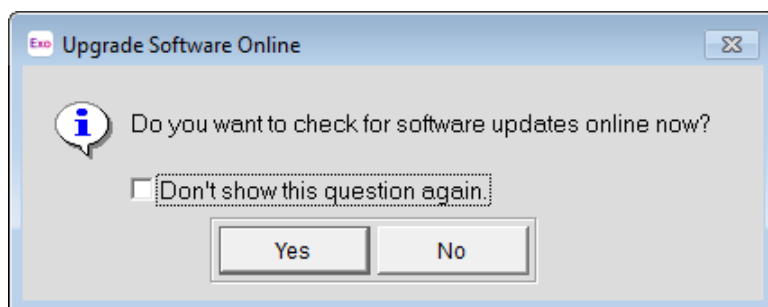 Exo Upgrade Software Online
Do you want to check for software updates online now?
Don't show this question again.
Yes No